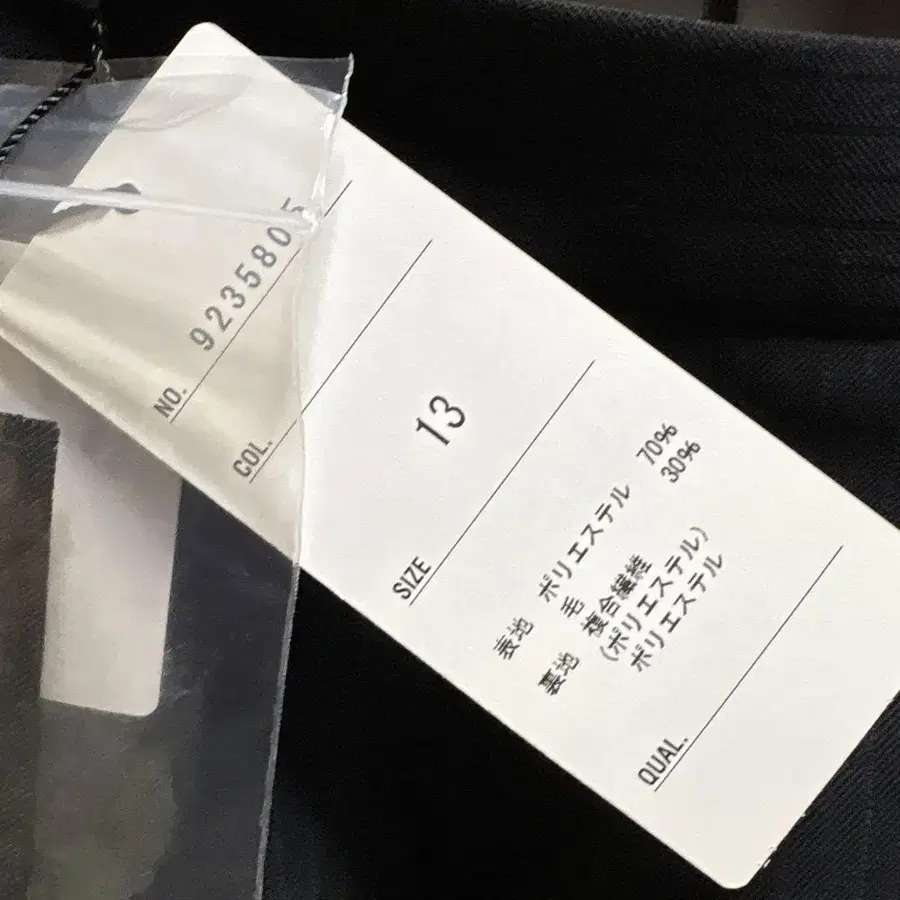 NO. 9235805
COL.
SIZE 13
表地 ポリエステル 70%
毛 30%
裏地 複合繊維
(ポリエステル)
ポリエステル
QUAL.